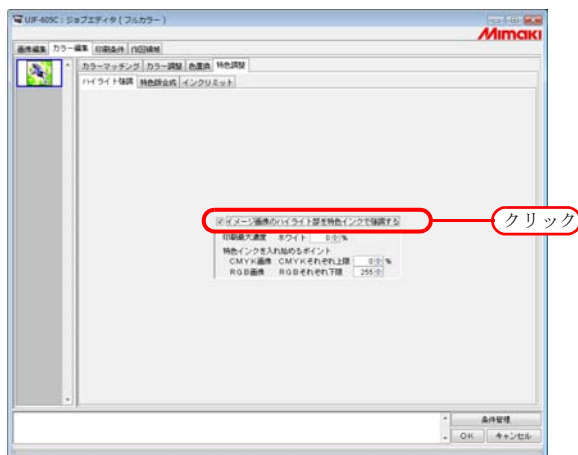 UJF-605C : ジョブエディタ ( フルカラー )
Mimaki
画像編集 カラー編集 印刷条件 作図領域
カラーマッチング カラー調整 色置換 特色調整
ハイライト強調 特色版合成 インクリミット
イメージ画像のハイライト部を特色インクで強調する
クリック
印刷最大濃度 ホワイト 0 %
特色インクを入れ始めるポイント
CMYK画像 CMYKそれぞれ上限 0 %
RGB画像 RGBそれぞれ下限 255
条件管理
OK キャンセル